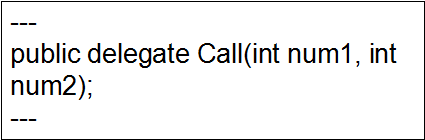 ---
public delegate Call(int num1, int
num2);
---